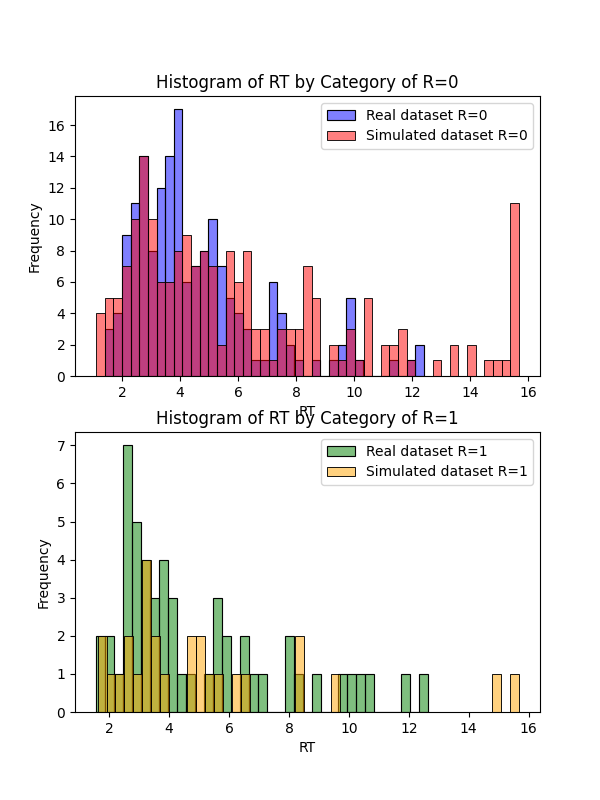 Histogram of RT by Category of R=0
Real dataset R=0
Simulated dataset R=0
Frequency
16
14
12
10
8
6
4
2
0
2 4 6 8 10 12 14 16
RT
Histogram of RT by Category of R=1
Real dataset R=1
Simulated dataset R=1
Frequency
7
6
5
4
3
2
1
0
2 4 6 8 10 12 14 16
RT